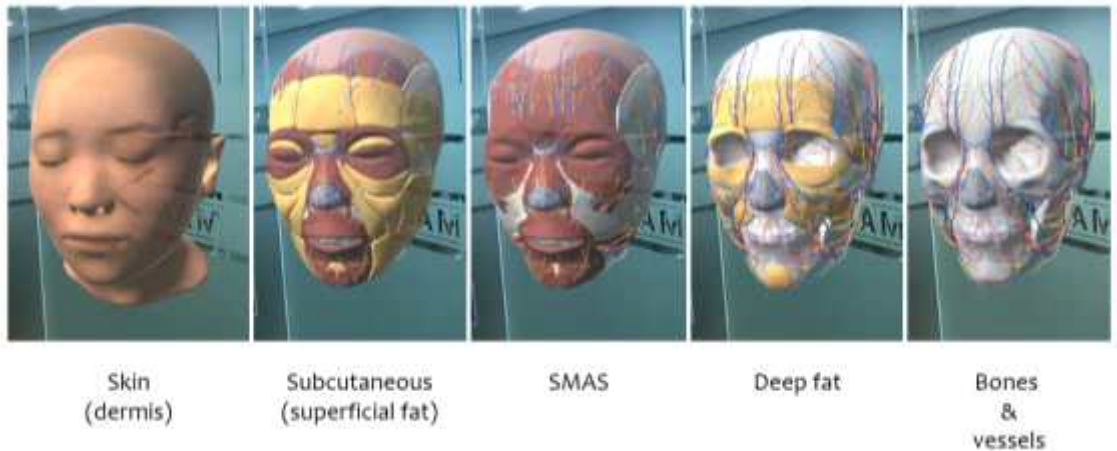 Skin
(dermis)
Subcutaneous
(superficial fat)
SMAS
Deep fat
Bones
&
vessels